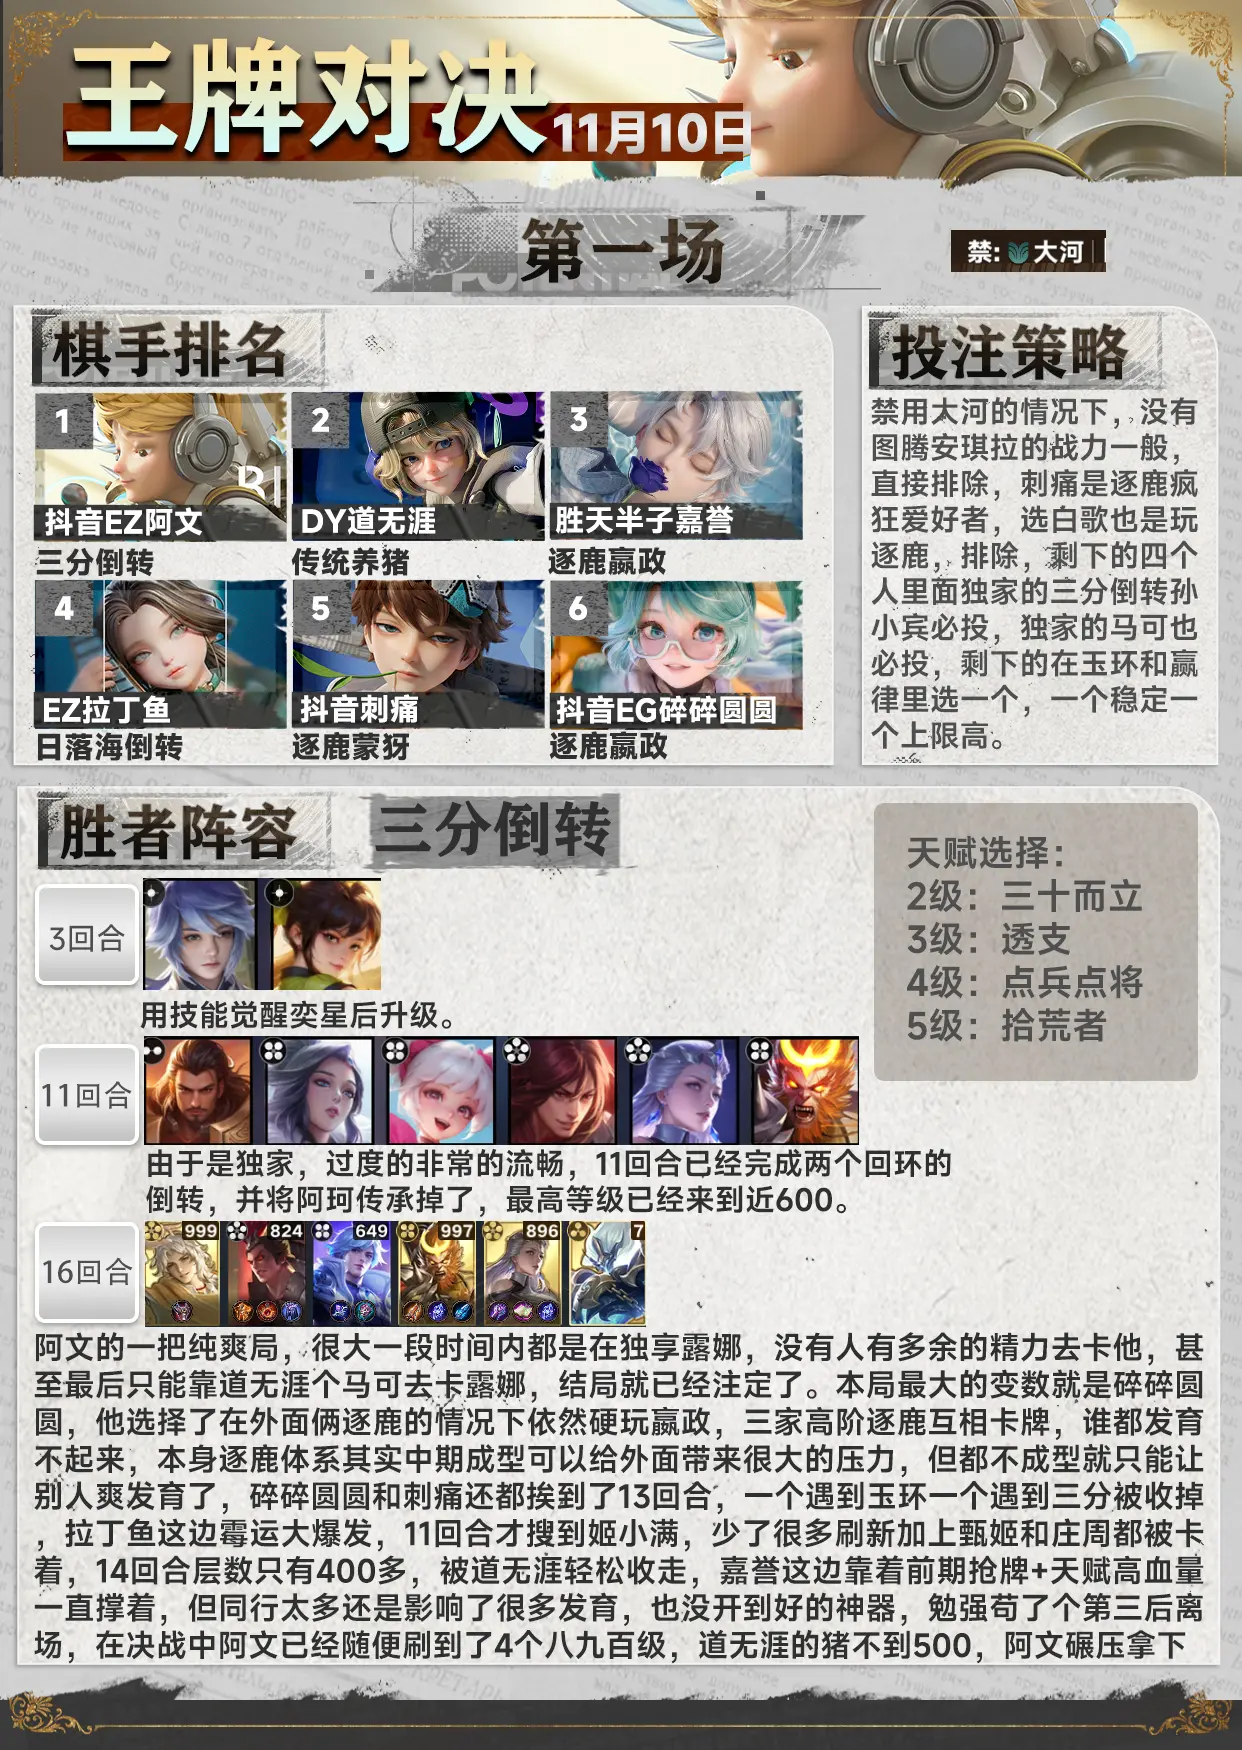 王牌对决
11月10日
第一场
禁:大河
棋手排名
1
2
3
抖音EZ阿文
DY道无涯
胜天半子嘉誉
三分倒转
传统养猪
逐鹿嬴政
4
5
6
EZ拉丁鱼
抖音刺痛
抖音EG碎碎圆圆
日落海倒转
逐鹿蒙犽
逐鹿嬴政
投注策略
禁用大河的情况下，没有
图腾安琪拉的战力一般，
直接排除，刺痛是逐鹿疯
狂爱好者，选白歌也是玩
逐鹿，排除，剩下的四个
人里面独家的三分倒转孙
小宾必投，独家的马可也
必投，剩下的在玉环和赢
律里选一个，一个稳定一
个上限高。
胜者阵容
三分倒转
天赋选择：
2级：三十而立
3级：透支
4级：点兵点将
5级：拾荒者
3回合
用技能觉醒奕星后升级。
11回合
由于是独家，过度的非常的流畅，11回合已经完成两个回环的
倒转，并将阿珂传承掉了，最高等级已经来到近600。
16回合
999
824
649
997
896
7
阿文的一把纯爽局，很大一段时间内都是在独享露娜，没有人有多余的精力去卡他，甚
至最后只能靠道无涯个马可去卡露娜，结局就已经注定了。本局最大的变数就是碎碎圆
圆，他选择了在外面俩逐鹿的情况下依然硬玩嬴政，三家高阶逐鹿互相卡牌，谁都发育
不起来，本身逐鹿体系其实中期成型可以给外面带来很大的压力，但都不成型就只能让
别人爽发育了，碎碎圆圆和刺痛还都挨到了13回合，一个遇到玉环一个遇到三分被收掉
，拉丁鱼这边霉运大爆发，11回合才搜到姬小满，少了很多刷新加上甄姬和庄周都被卡
着，14回合层数只有400多，被道无涯轻松收走，嘉誉这边靠着前期抢牌+天赋高血量
一直撑着，但同行太多还是影响了很多发育，也没开到好的神器，勉强苟了个第三后离
场，在决战中阿文已经随便刷到了4个八九百级，道无涯的猪不到500，阿文碾压拿下